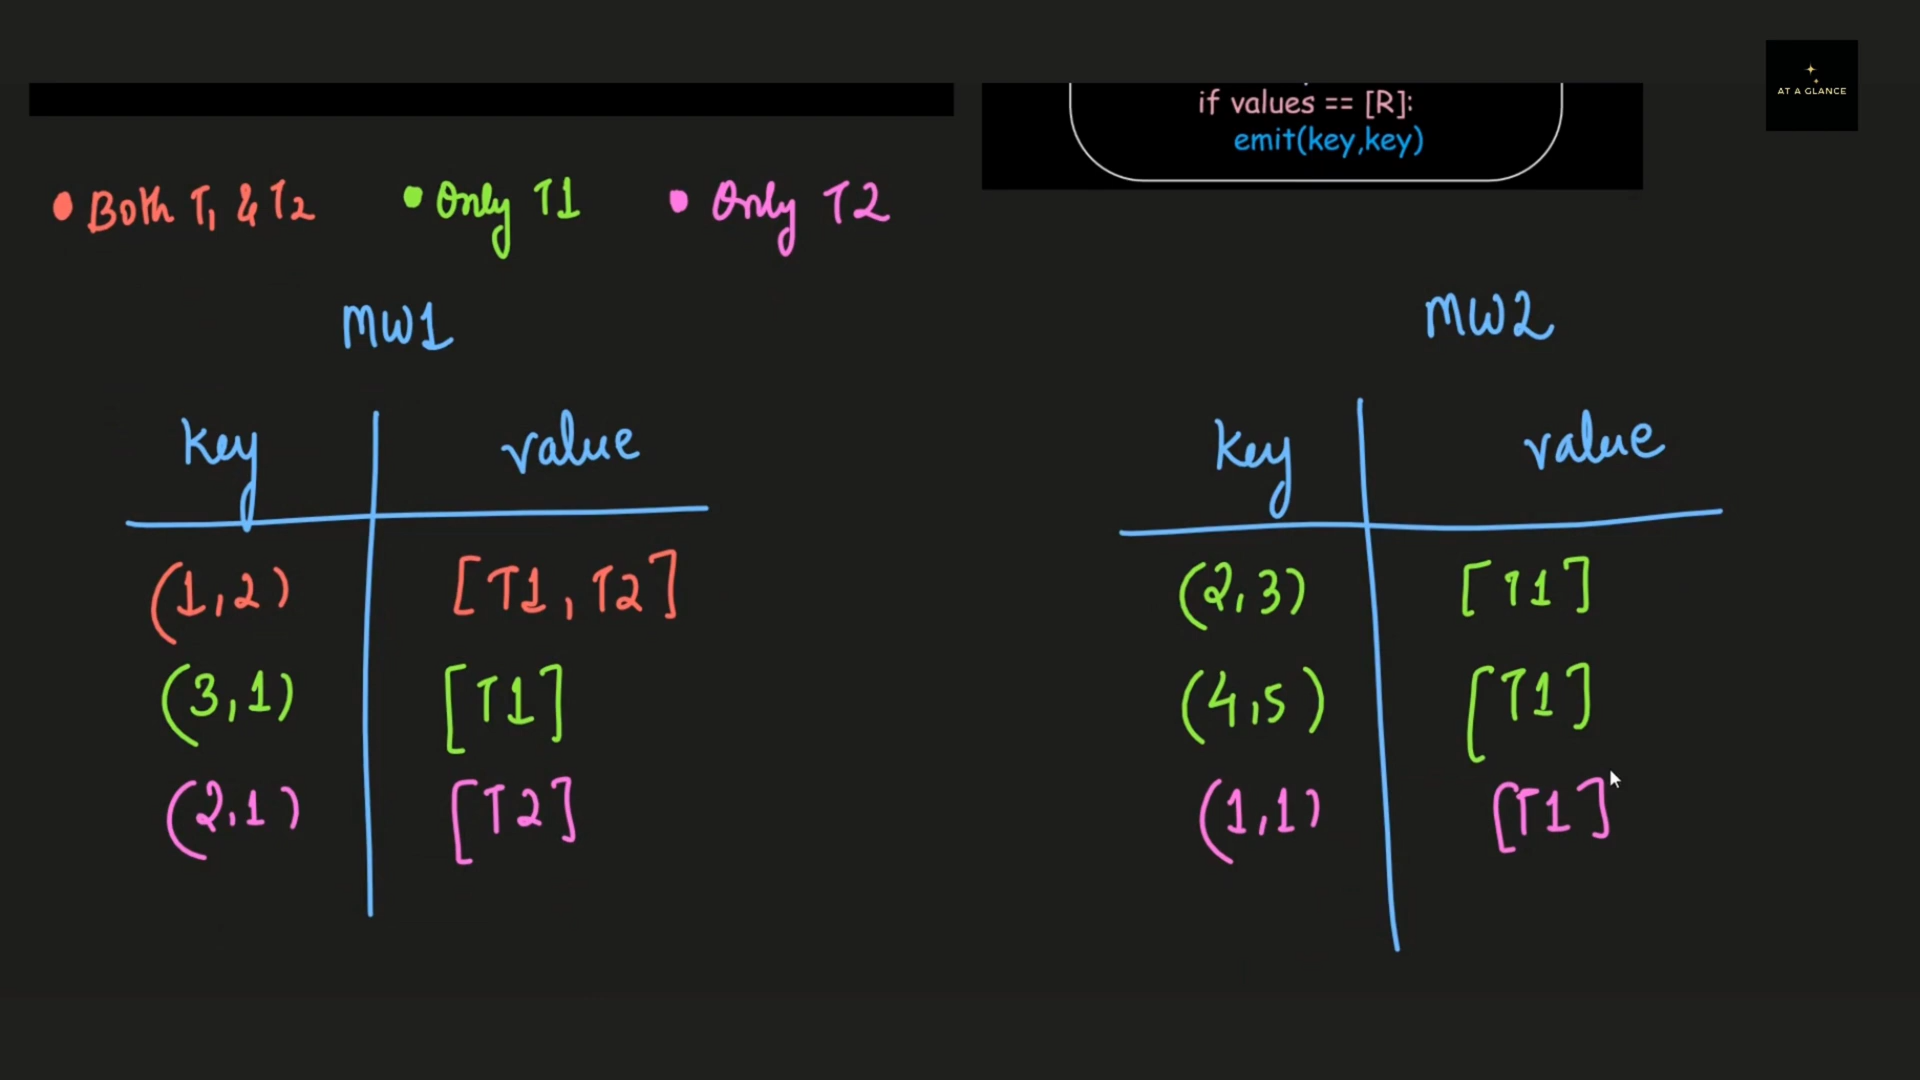 AT A GLANCE
if values == [R]:
emit(key,key)
Both T1 & T2
Only T1
Only T2
MW1
key value
(1,2) [T1, T2]
(3,1) [T1]
(2,1) [T2]
MW2
key value
(2,3) [T1]
(4,5) [T1]
(1,1) [T1]